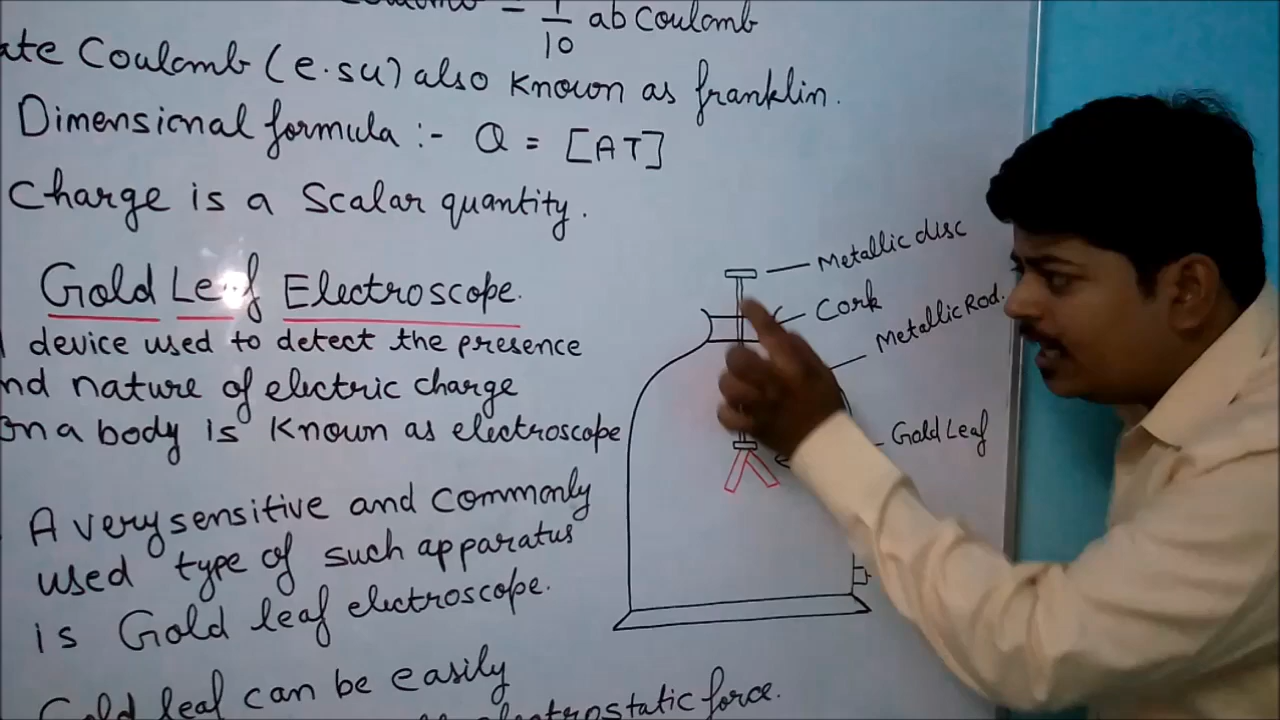 = 1/10 ab Coulomb
ate Coulomb (e.su) also known as franklin.
Dimensional formula :- Q = [AT]
Charge is a Scalar quantity.
Gold Leaf Electroscope.
device used to detect the presence
nd nature of electric charge
on a body is known as electroscope
A very sensitive and commonly
used type of such apparatus
is Gold leaf electroscope.
Gold leaf can be easily
electrostatic force.
Metallic disc
Cork
Metallic Rod.
Gold Leaf